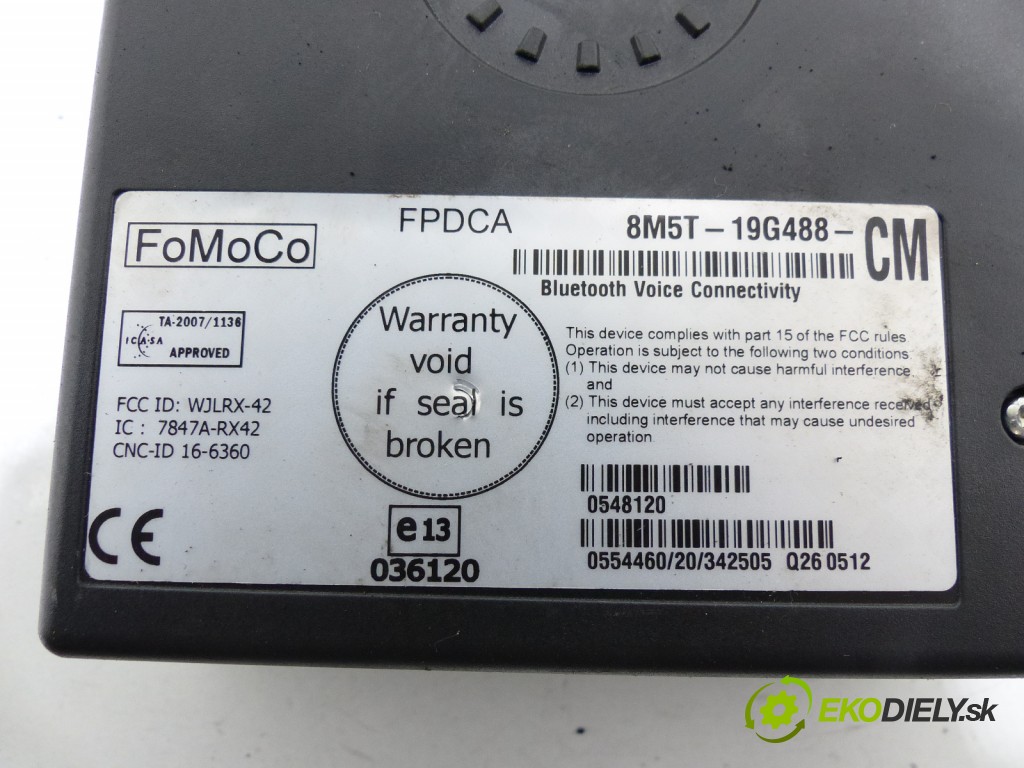 FoMoCo
FPDCA
8M5T-19G488-CM
Bluetooth Voice Connectivity
TA-2007/1136
ICASA
APPROVED
FCC ID: WJLRX-42
IC : 7847A-RX42
CNC-ID 16-6360
CE
Warranty
void
if seal is
broken
e13
036120
This device complies with part 15 of the FCC rules
Operation is subject to the following two conditions:
(1) This device may not cause harmful interference
and
(2) This device must accept any interference received
including interference that may cause undesired
operation.
0548120
0554460/20/342505 Q26 0512
EKODIELY.sk